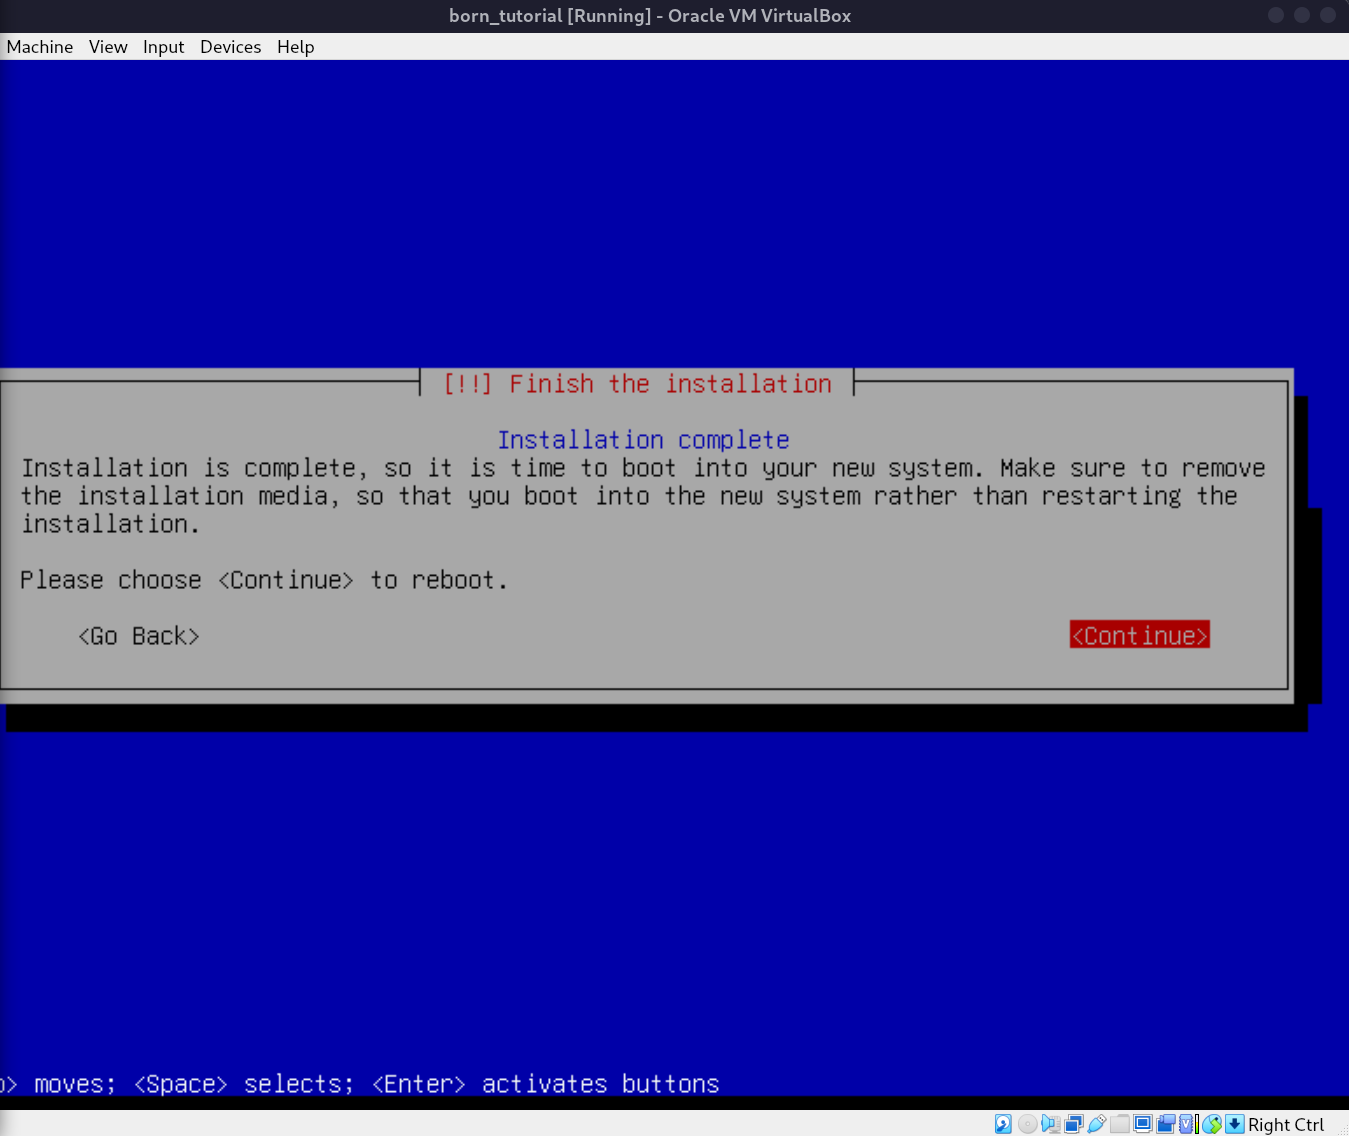 born_tutorial [Running] - Oracle VM VirtualBox
Machine View Input Devices Help
[!!] Finish the installation
Installation complete
Installation is complete, so it is time to boot into your new system. Make sure to remove
the installation media, so that you boot into the new system rather than restarting the
installation.
Please choose <Continue> to reboot.
<Go Back> <Continue>
> moves; <Space> selects; <Enter> activates buttons
Right Ctrl